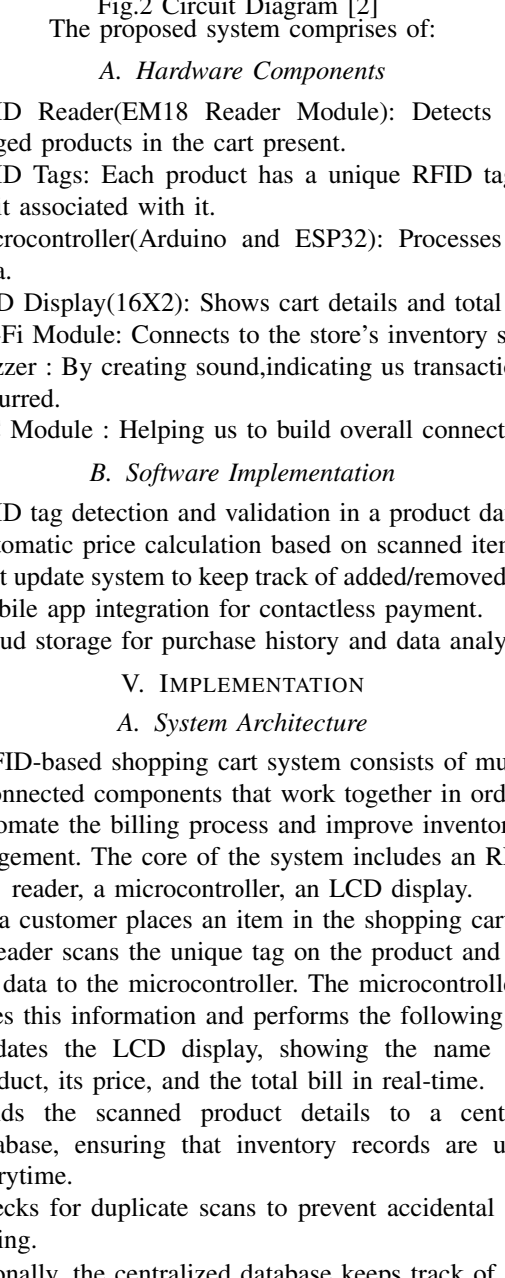 Fig.2 Circuit Diagram [2]
The proposed system comprises of:
A. Hardware Components
ID Reader(EM18 Reader Module): Detects
ged products in the cart present.
ID Tags: Each product has a unique RFID tag
it associated with it.
crocontroller(Arduino and ESP32): Processes
a.
D Display(16X2): Shows cart details and total
Fi Module: Connects to the store's inventory s
zzer : By creating sound,indicating us transacti
urred.
Module : Helping us to build overall connect
B. Software Implementation
ID tag detection and validation in a product da
tomatic price calculation based on scanned iter
t update system to keep track of added/removed
bile app integration for contactless payment.
ud storage for purchase history and data analy
V. IMPLEMENTATION
A. System Architecture
FID-based shopping cart system consists of mu
onnected components that work together in ord
omate the billing process and improve inventor
gement. The core of the system includes an RI
reader, a microcontroller, an LCD display.
a customer places an item in the shopping car
eader scans the unique tag on the product and
data to the microcontroller. The microcontrolle
es this information and performs the following
dates the LCD display, showing the name
duct, its price, and the total bill in real-time.
ds the scanned product details to a cent
abase, ensuring that inventory records are u
rytime.
ecks for duplicate scans to prevent accidental
ing.
onally, the centralized database keeps track of